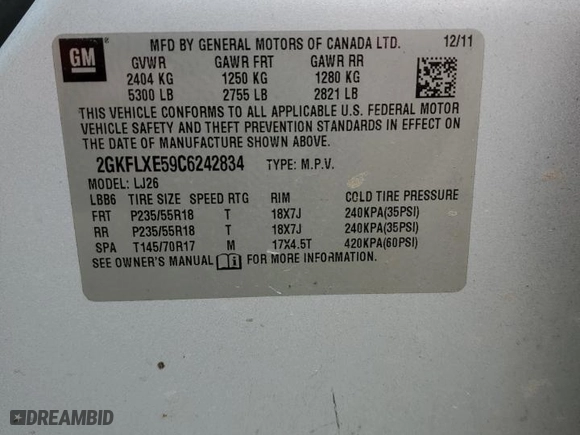 GM MFD BY GENERAL MOTORS OF CANADA LTD. 12/11
GVWR GAWR FRT GAWR RR
2404 KG 1250 KG 1280 KG
5300 LB 2755 LB 2821 LB
THIS VEHICLE CONFORMS TO ALL APPLICABLE U.S. FEDERAL MOTOR
VEHICLE SAFETY AND THEFT PREVENTION STANDARDS IN EFFECT ON
THE DATE OF MANUFACTURE SHOWN ABOVE.
2GKFLXE59C6242834 TYPE: M.P.V.
MODEL: LJ26
LBB6 TIRE SIZE SPEED RTG RIM COLD TIRE PRESSURE
FRT P235/55R18 T 18X7J 240KPA(35PSI)
RR P235/55R18 T 18X7J 240KPA(35PSI)
SPA T145/70R17 M 17X4.5T 420KPA(60PSI)
SEE OWNER'S MANUAL FOR MORE INFORMATION.
DREAMBID